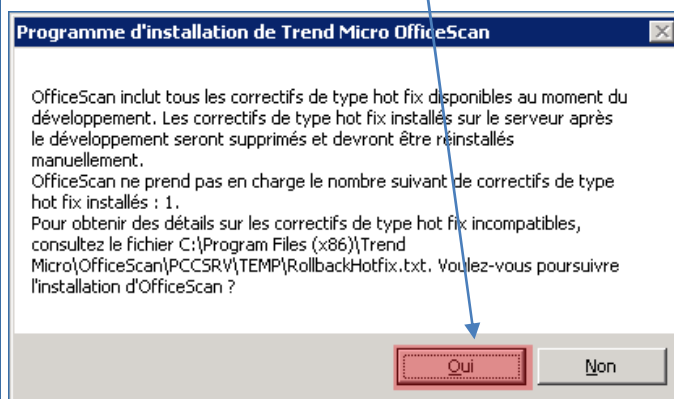 Programme d'installation de Trend Micro OfficeScan
OfficeScan inclut tous les correctifs de type hot fix disponibles au moment du
développement. Les correctifs de type hot fix installés sur le serveur après
le développement seront supprimés et devront être réinstallés
manuellement.
OfficeScan ne prend pas en charge le nombre suivant de correctifs de type
hot fix installés : 1.
Pour obtenir des détails sur les correctifs de type hot fix incompatibles,
consultez le fichier C:\Program Files (x86)\Trend
Micro\OfficeScan\PCCSRV\TEMP\RollbackHotfix.txt. Voulez-vous poursuivre
l'installation d'OfficeScan ?
Oui Non